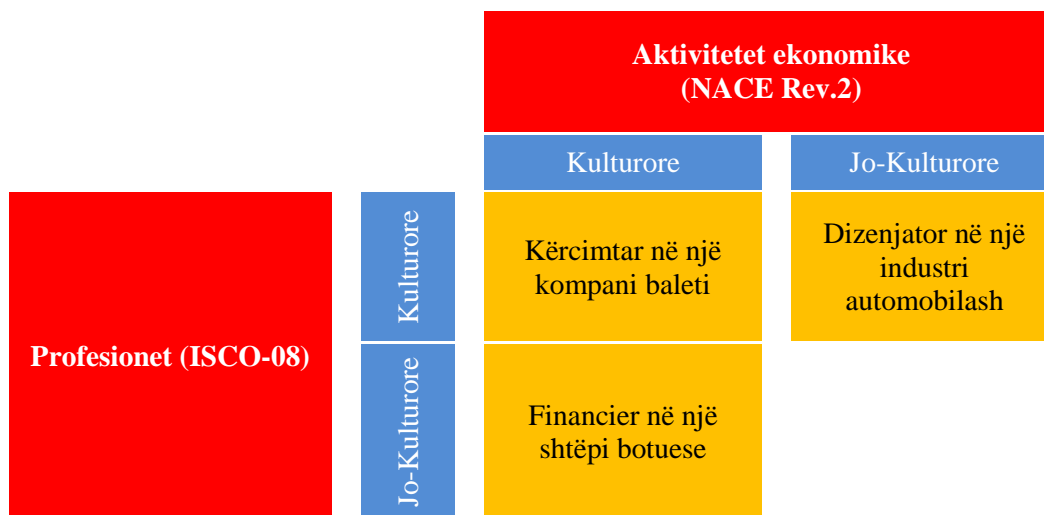 Aktivitetet ekonomike
(NACE Rev.2)
Kulturore
Jo-Kulturore
Profesionet (ISCO-08)
Kulturore
Kërcimtar në një
kompani baleti
Dizenjator në një
industri
automobilash
Jo-Kulturore
Financier në një
shtëpi botuese